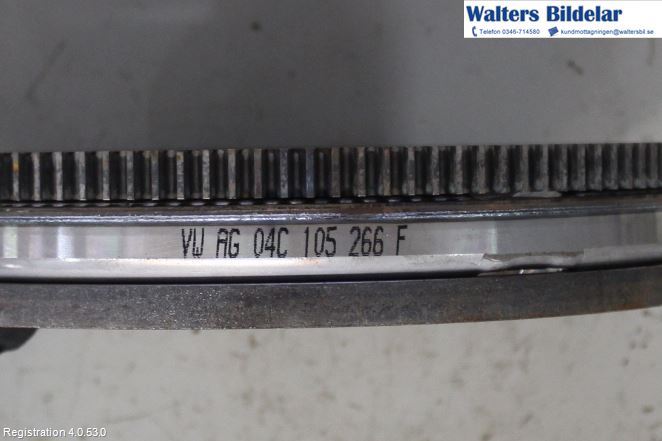 Walters Bildelar
Telefon 0346-714580 kundmottagningen@waltersbil.se
VW AG 04C 105 266 F
Registration 4.0.53.0